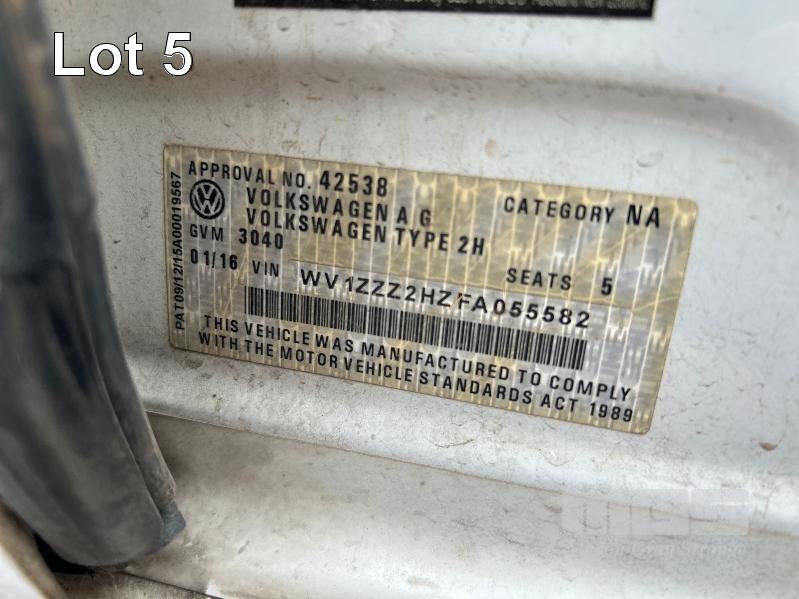 Lot 5
APPROVAL NO. 42538
CATEGORY NA
VOLKSWAGEN A G
VOLKSWAGEN TYPE 2H
GVM 3040
SEATS 5
01/16 VIN WV1ZZZ2HZFA055582
THIS VEHICLE WAS MANUFACTURED TO COMPLY
WITH THE MOTOR VEHICLE STANDARDS ACT 1989
PAT09/12/15A00019567
MGS